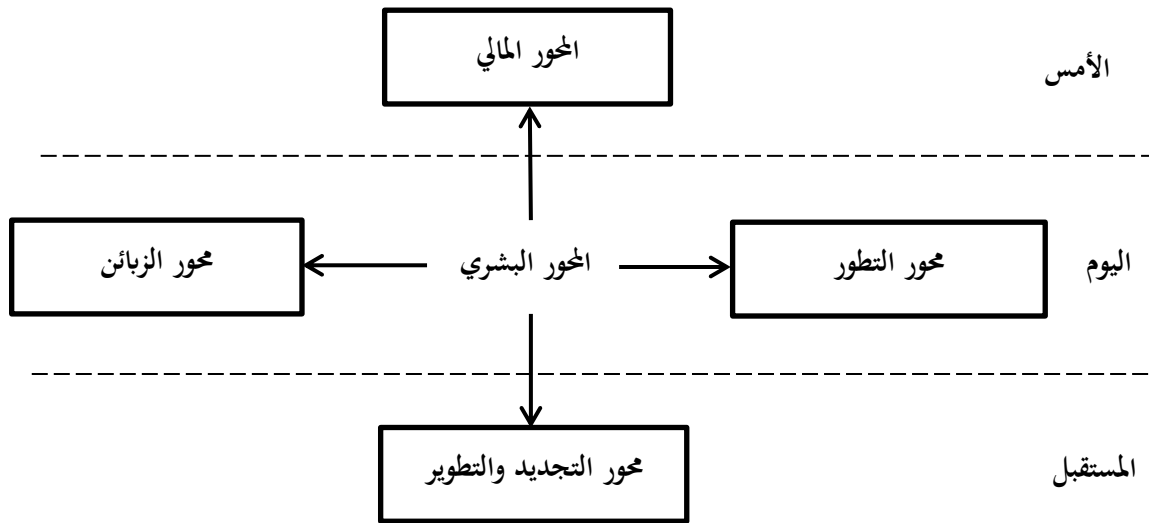 المحور المالي
الأمس
محور الزبائن
المحور البشري
محور التطور
اليوم
محور التجديد والتطوير
المستقبل